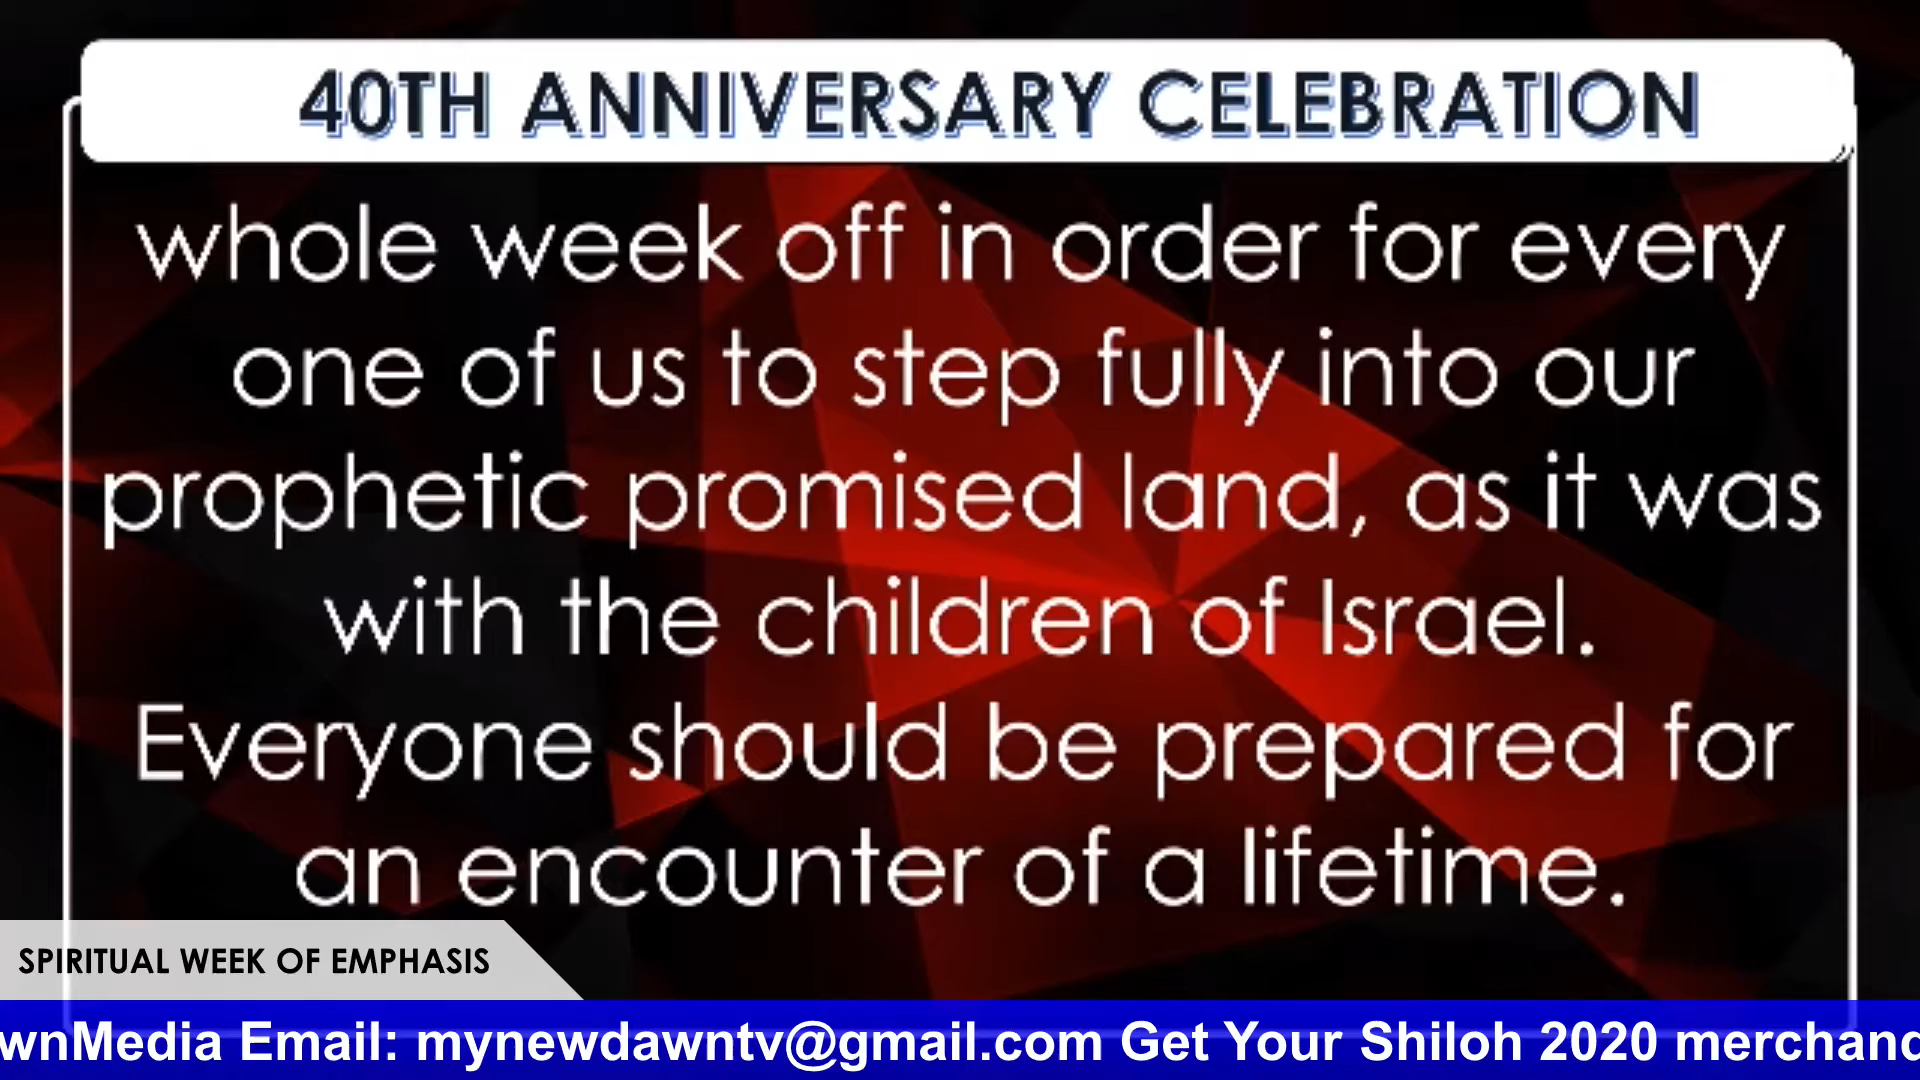 40TH ANNIVERSARY CELEBRATION
whole week off in order for every
one of us to step fully into our
prophetic promised land, as it was
with the children of Israel.
Everyone should be prepared for
an encounter of a lifetime.
SPIRITUAL WEEK OF EMPHASIS
wnMedia Email: mynewdawntv@gmail.com Get Your Shiloh 2020 merchand